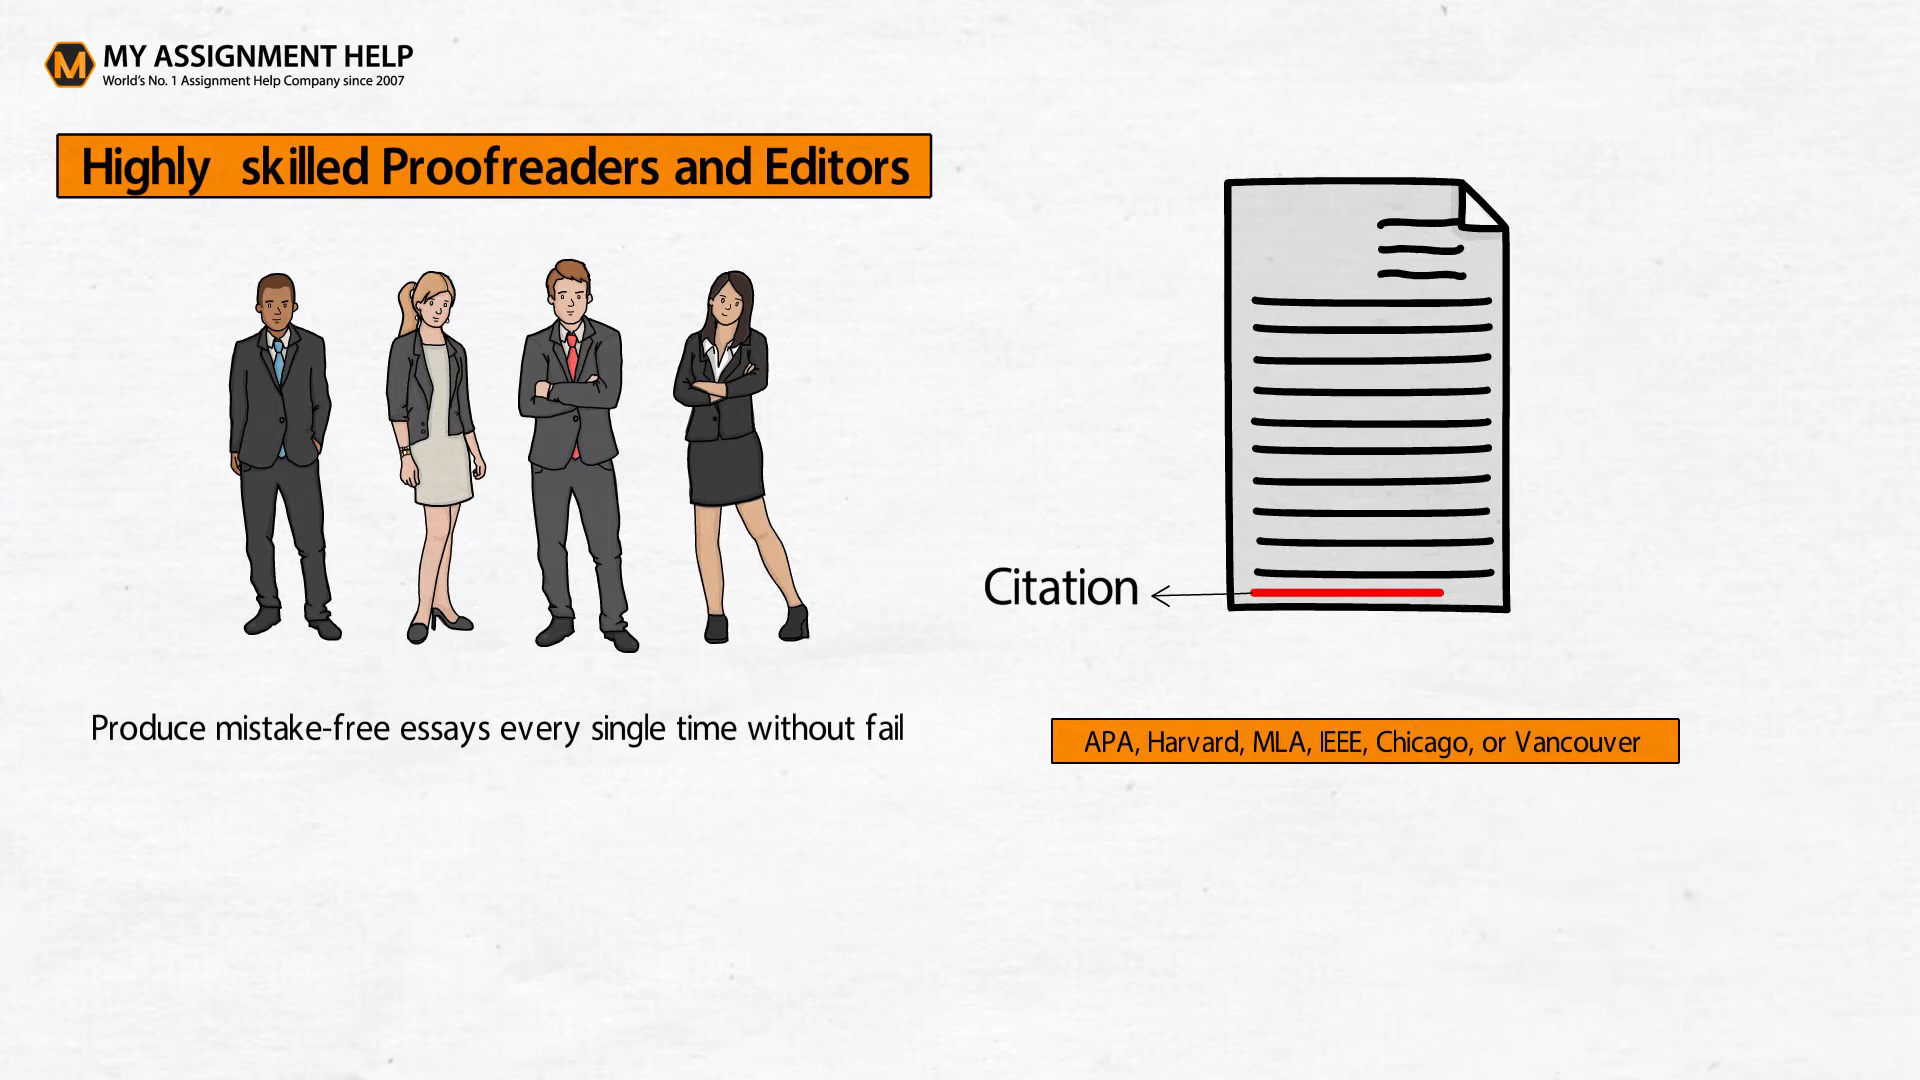 MY ASSIGNMENT HELP
World's No. 1 Assignment Help Company since 2007
Highly skilled Proofreaders and Editors
Citation
Produce mistake-free essays every single time without fail
APA, Harvard, MLA, IEEE, Chicago, or Vancouver